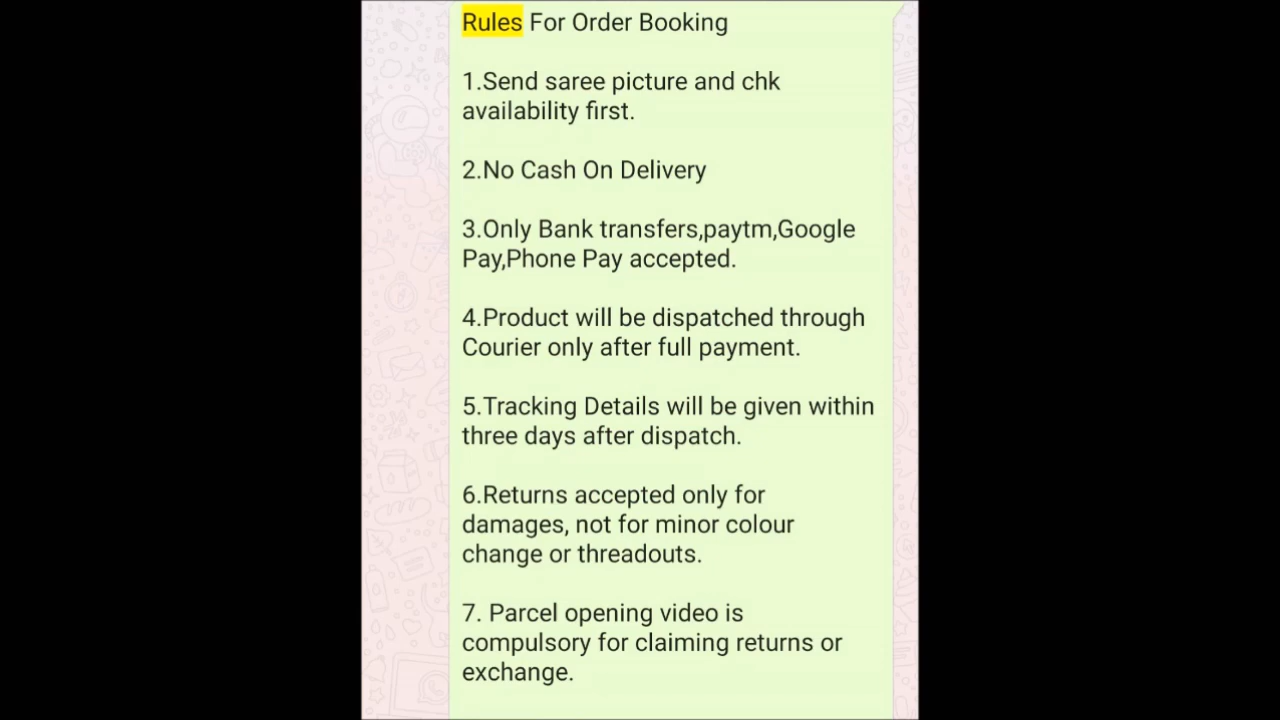 Rules For Order Booking
1.Send saree picture and chk
availability first.
2.No Cash On Delivery
3.Only Bank transfers,paytm,Google
Pay,Phone Pay accepted.
4.Product will be dispatched through
Courier only after full payment.
5.Tracking Details will be given within
three days after dispatch.
6.Returns accepted only for
damages, not for minor colour
change or threadouts.
7. Parcel opening video is
compulsory for claiming returns or
exchange.